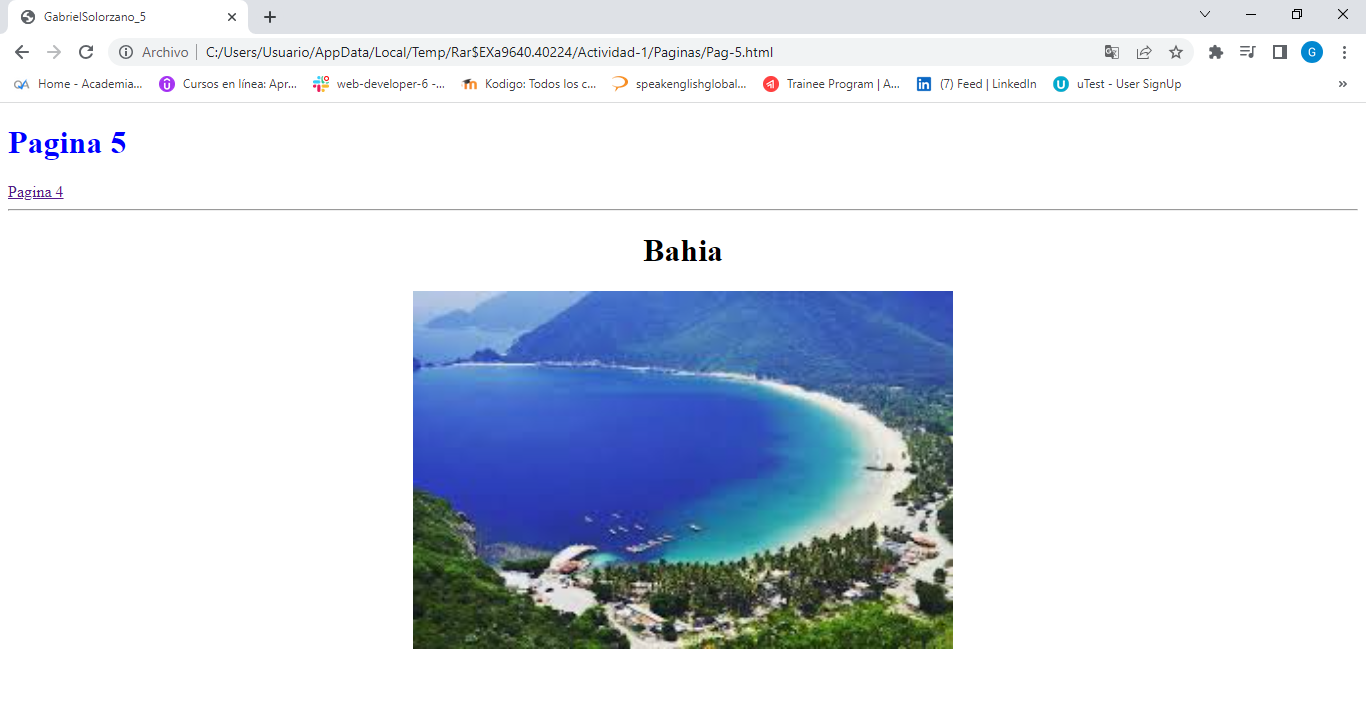 GabrielSolorzano_5
Archivo C:/Users/Usuario/AppData/Local/Temp/Rar$EXa9640.40224/Actividad-1/Paginas/Pag-5.html G
QA Home - Academia... Cursos en línea: Apr... web-developer-6 -... Kodigo: Todos los c... speakenglishglobal... Trainee Program | A... (7) Feed | LinkedIn uTest - User SignUp »
Pagina 5
Pagina 4
Bahia